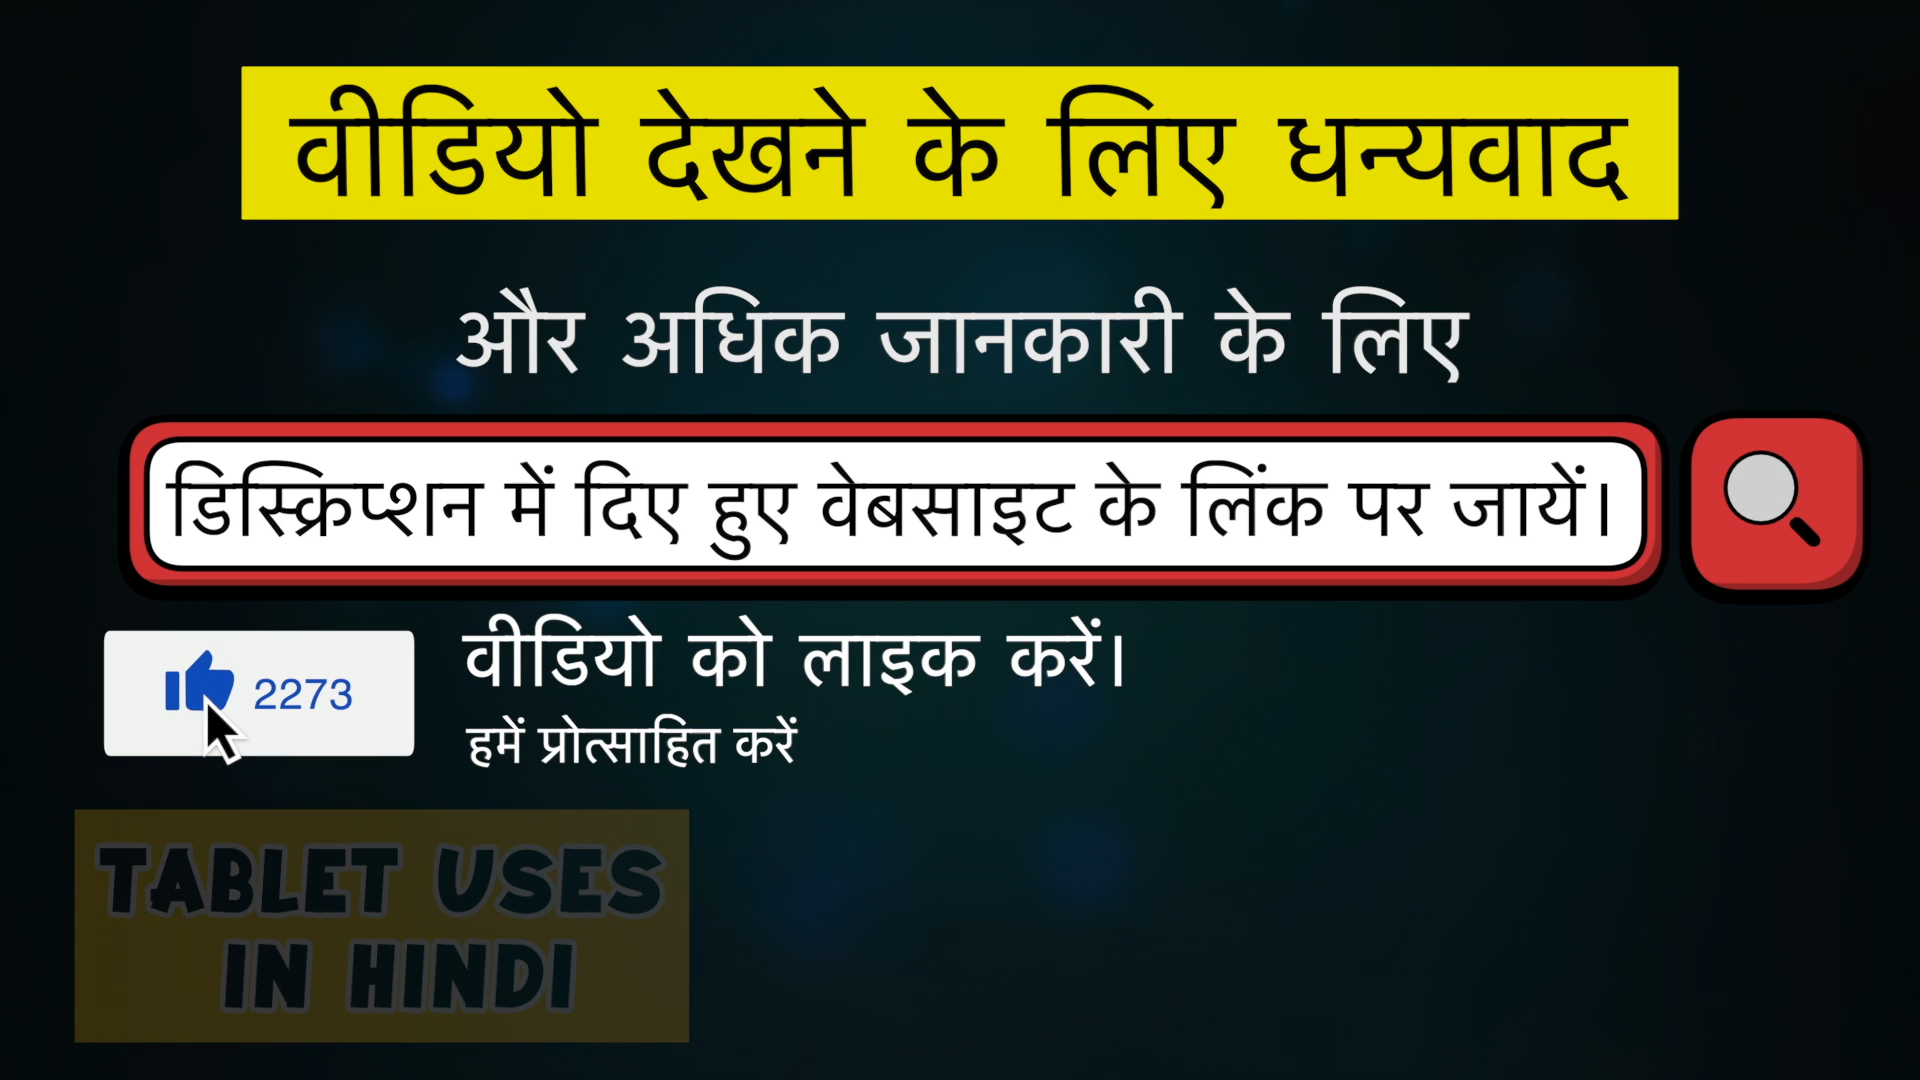 वीडियो देखने के लिए धन्यवाद
और अधिक जानकारी के लिए
डिस्क्रिप्शन में दिए हुए वेबसाइट के लिंक पर जायें।
2273
वीडियो को लाइक करें।
हमें प्रोत्साहित करें
TABLET USES
IN HINDI